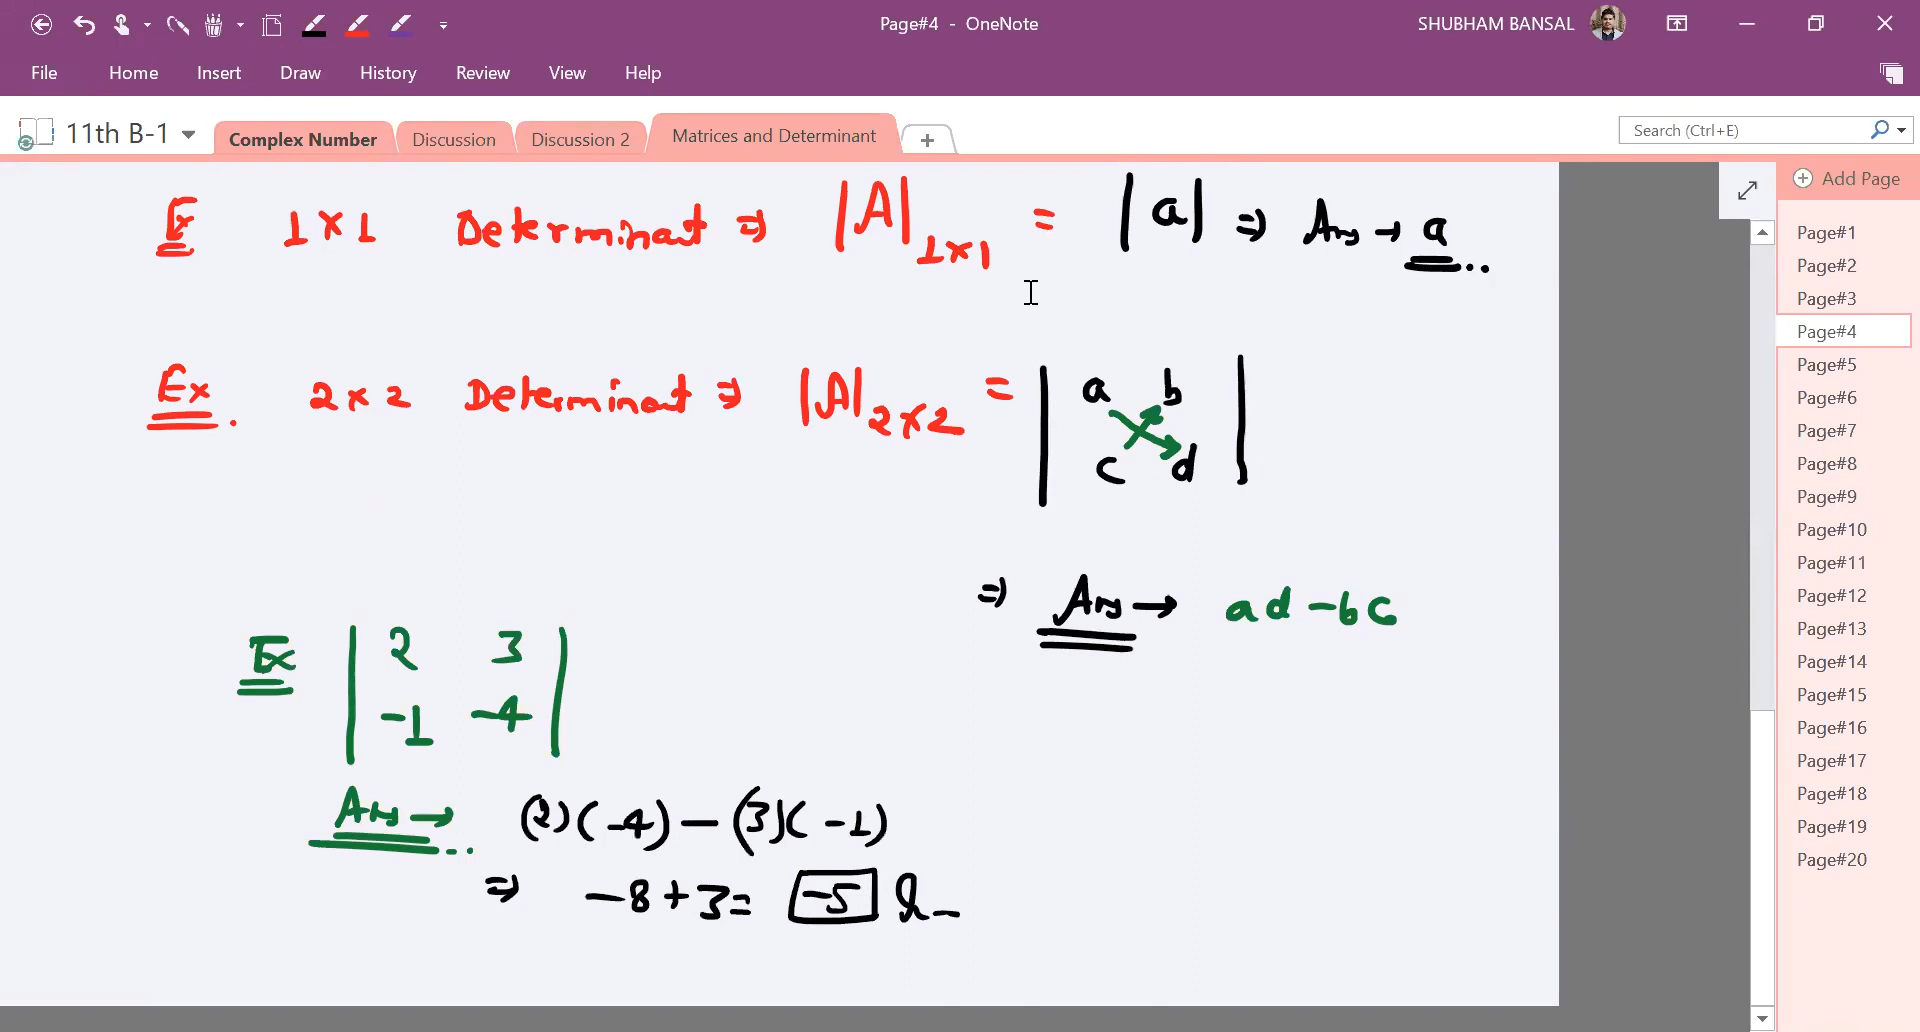 Page#4 - OneNote
SHUBHAM BANSAL
File Home Insert Draw History Review View Help
11th B-1
Complex Number
Discussion
Discussion 2
Matrices and Determinant
Search (Ctrl+E)
Add Page
Page#1
Page#2
Page#3
Page#4
Page#5
Page#6
Page#7
Page#8
Page#9
Page#10
Page#11
Page#12
Page#13
Page#14
Page#15
Page#16
Page#17
Page#18
Page#19
Page#20
Ex 1×1 Determinant ⇒ |A|1×1 = |a| ⇒ Ans → a
Ex. 2×2 Determinant ⇒ |A|2×2 = | a b |
| c d |
⇒ Ans → ad - bc
Ex | 2 3 |
| -1 -4 |
Ans → (2)(-4) - (3)(-1)
⇒ -8 + 3 = -5